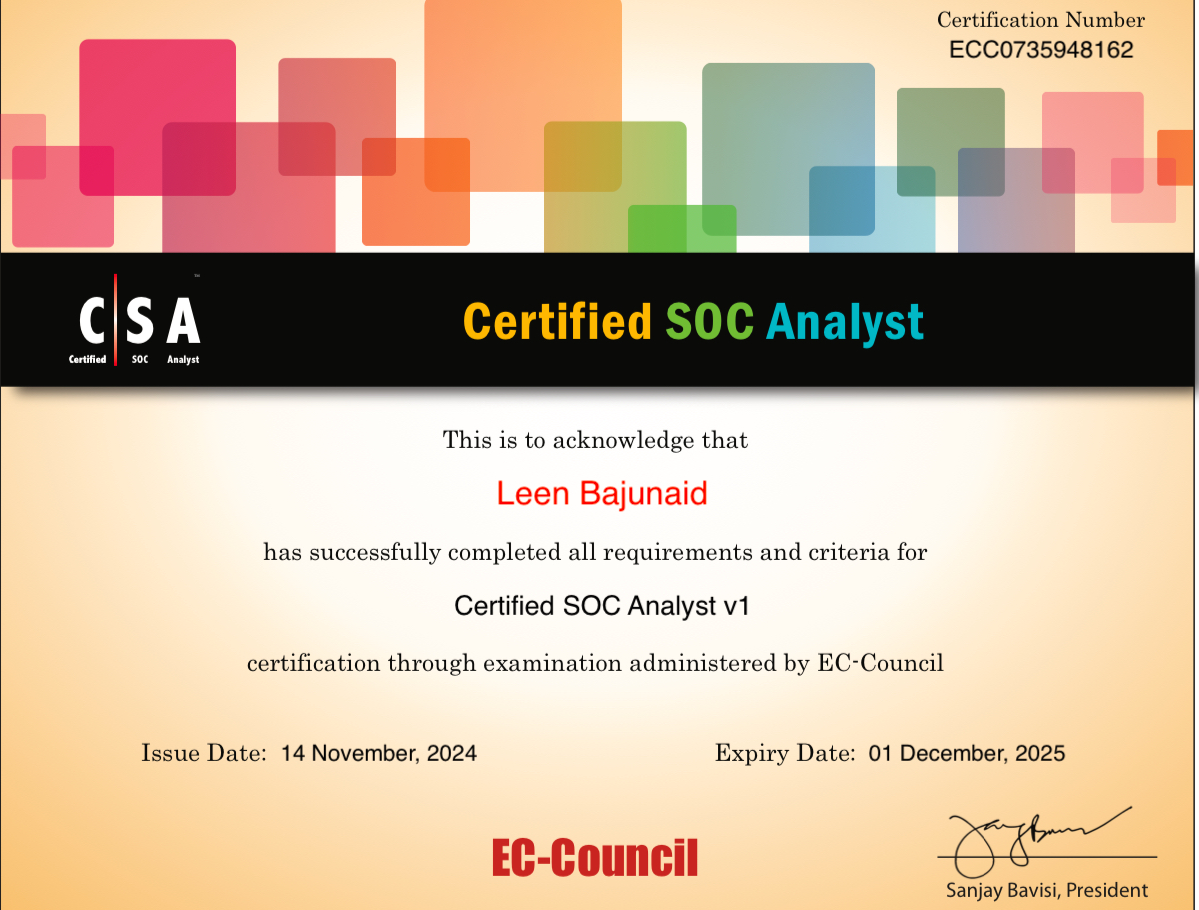 Certification Number
ECC0735948162
CSA™
Certified SOC Analyst
Certified SOC Analyst
This is to acknowledge that
Leen Bajunaid
has successfully completed all requirements and criteria for
Certified SOC Analyst v1
certification through examination administered by EC-Council
Issue Date: 14 November, 2024 Expiry Date: 01 December, 2025
EC-Council
Sanjay Bavisi, President